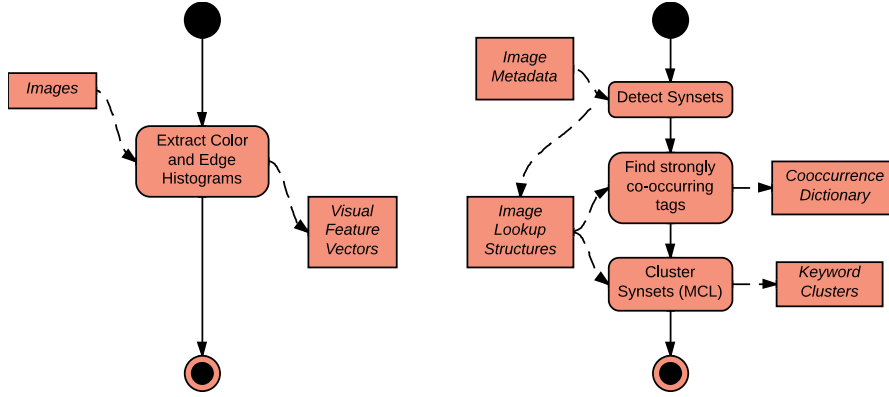 Images
Extract Color
and Edge
Histograms
Visual
Feature
Vectors
Image
Metadata
Detect Synsets
Find strongly
co-occurring
tags
Cooccurrence
Dictionary
Image
Lookup
Structures
Cluster
Synsets (MCL)
Keyword
Clusters